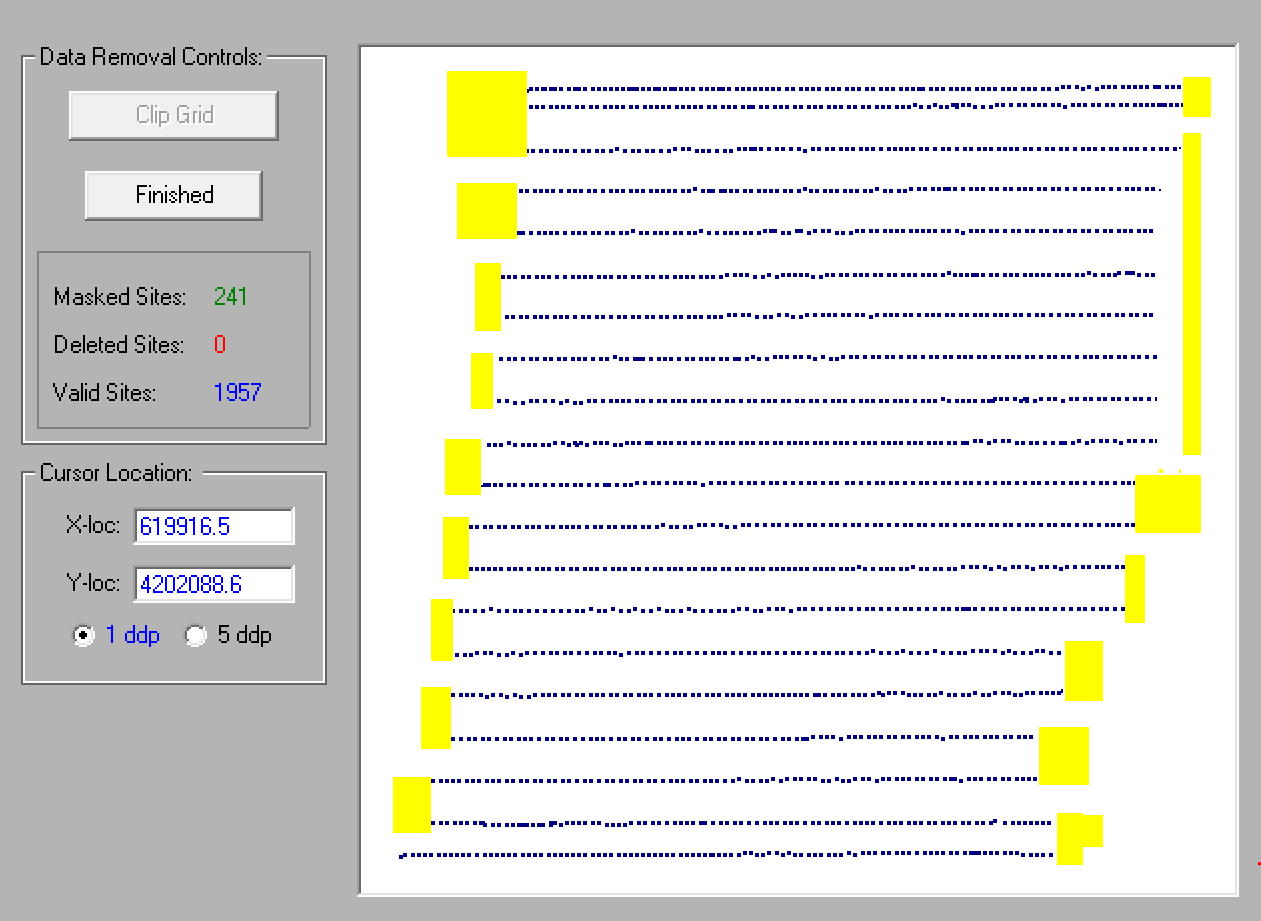 Data Removal Controls:
Clip Grid
Finished
Masked Sites: 241
Deleted Sites: 0
Valid Sites: 1957
Cursor Location:
X-loc: 619916.5
Y-loc: 4202088.6
1 ddp 5 ddp